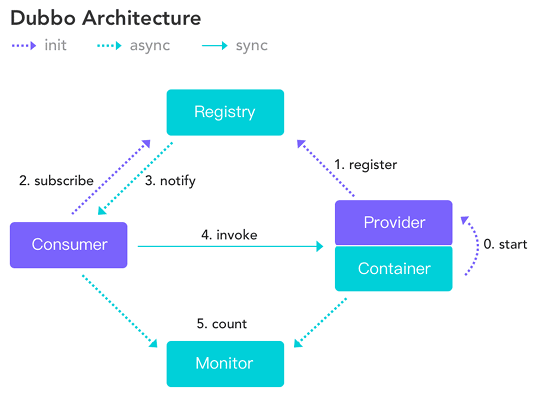 Dubbo Architecture
init async sync
Registry
1. register
2. subscribe 3. notify
Provider
Consumer
4. invoke
0. start
Container
5. count
Monitor